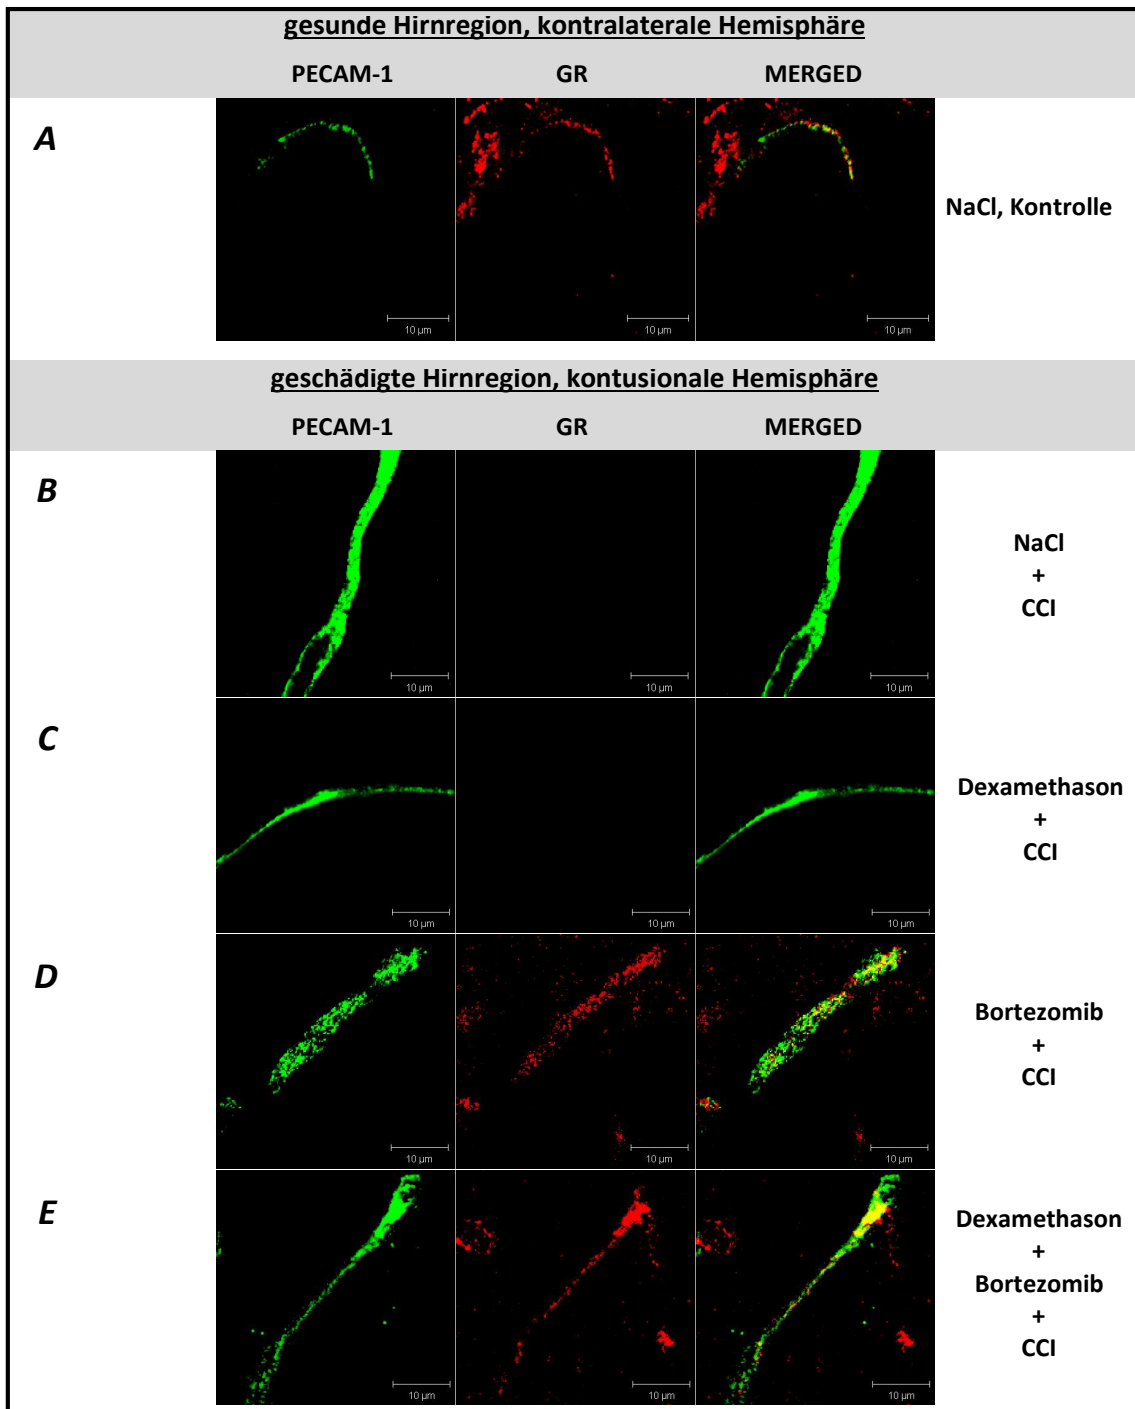 gesunde Hirnregion, kontralaterale Hemisphäre
PECAM-1 GR MERGED
A
10 µm 10 µm 10 µm
NaCl, Kontrolle
geschädigte Hirnregion, kontusionale Hemisphäre
PECAM-1 GR MERGED
B
10 µm 10 µm 10 µm
NaCl
+
CCI
C
10 µm 10 µm 10 µm
Dexamethason
+
CCI
D
10 µm 10 µm 10 µm
Bortezomib
+
CCI
E
10 µm 10 µm 10 µm
Dexamethason
+
Bortezomib
+
CCI